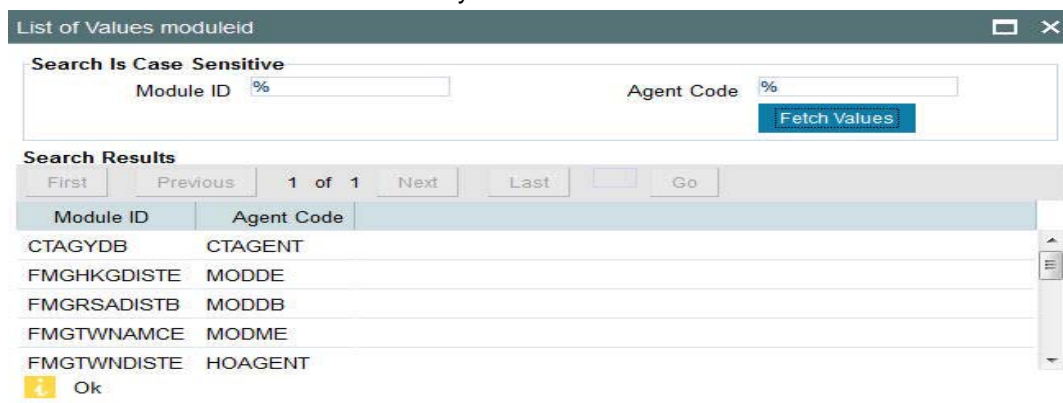 List of Values moduleid
Search Is Case Sensitive
Module ID % Agent Code %
Fetch Values
Search Results
First Previous 1 of 1 Next Last Go
Module ID Agent Code
CTAGYDB CTAGENT
FMGHKGDISTE MODDE
FMGRSADISTB MODDB
FMGTWNAMCE MODME
FMGTWNDISTE HOAGENT
i Ok